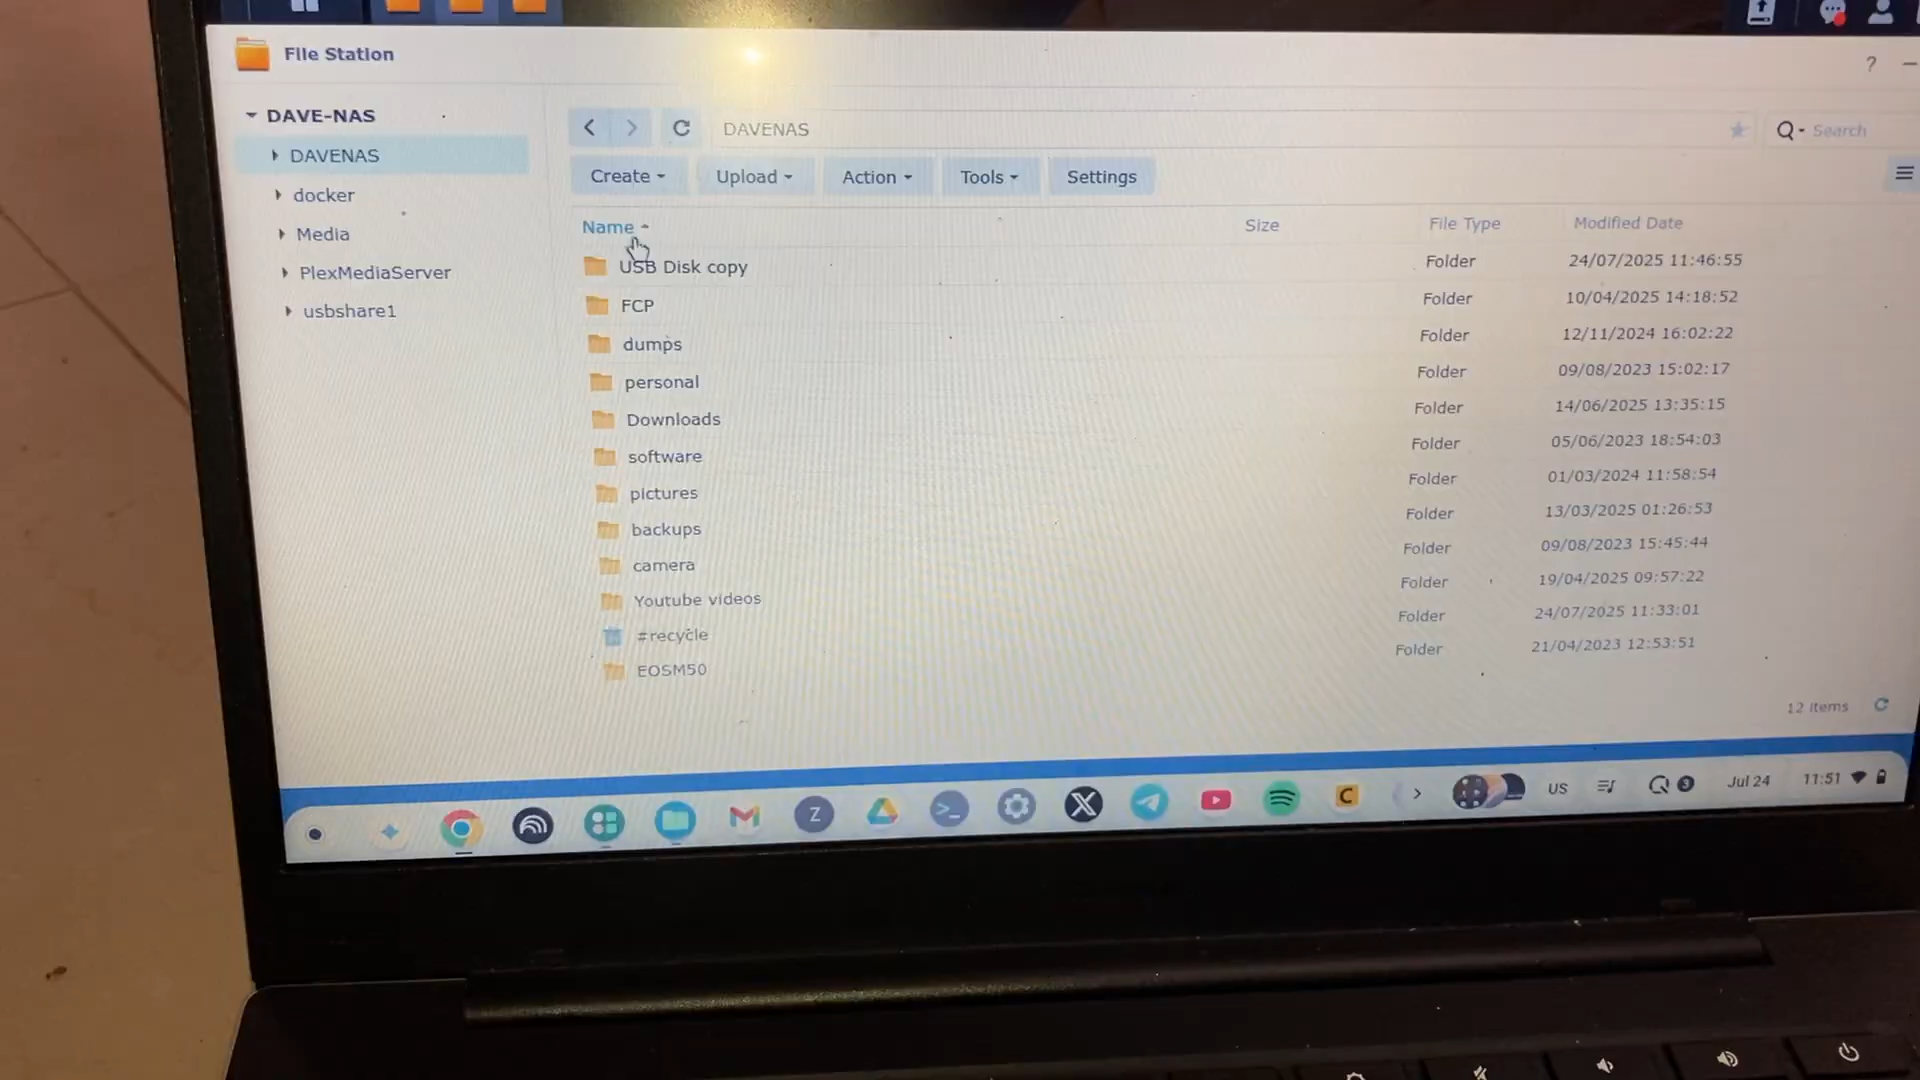 File Station
?
DAVE-NAS
DAVENAS
docker
Media
PlexMediaServer
usbshare1
DAVENAS
Search
Create
Upload
Action
Tools
Settings
Name Size File Type Modified Date
USB Disk copy Folder 24/07/2025 11:46:55
FCP Folder 10/04/2025 14:18:52
dumps Folder 12/11/2024 16:02:22
personal Folder 09/08/2023 15:02:17
Downloads Folder 14/06/2025 13:35:15
software Folder 05/06/2023 18:54:03
pictures Folder 01/03/2024 11:58:54
backups Folder 13/03/2025 01:26:53
camera Folder 09/08/2023 15:45:44
Youtube videos Folder 19/04/2025 09:57:22
#recycle Folder 24/07/2025 11:33:01
EOSM50 Folder 21/04/2023 12:53:51
12 items
Z
X
C
US
3
Jul 24
11:51